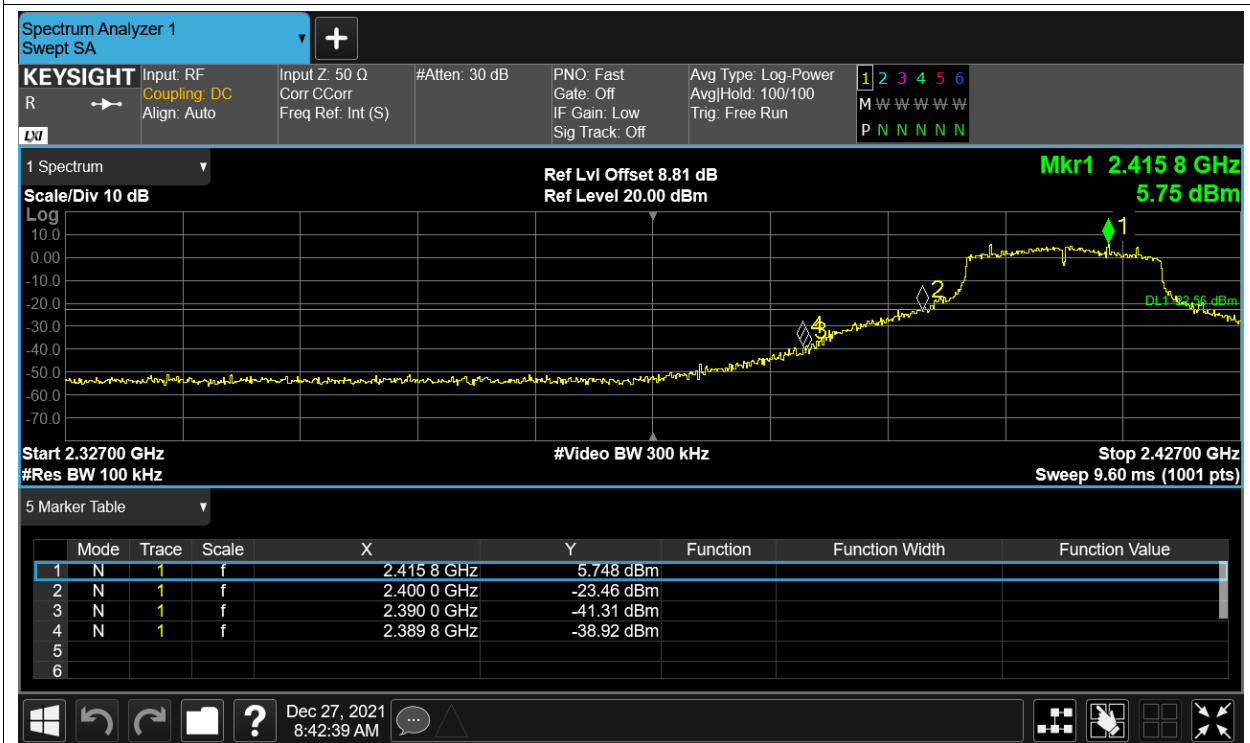 Spectrum Analyzer 1
Swept SA
KEYSIGHT Input: RF Input Z: 50 Ω #Atten: 30 dB PNO: Fast Avg Type: Log-Power 1 2 3 4 5 6
R Coupling: DC Corr CCorr Gate: Off Avg|Hold: 100/100 M W W W W W
Align: Auto Freq Ref: Int (S) IF Gain: Low Trig: Free Run
LXI Sig Track: Off P N N N N N
1 Spectrum Ref Lvl Offset 8.81 dB Mkr1 2.415 8 GHz
Scale/Div 10 dB Ref Level 20.00 dBm 5.75 dBm
Log
10.0
0.00
-10.0
-20.0
-30.0
-40.0
-50.0
-60.0
-70.0
1
2
DL1 -22.56 dBm
4
3
Start 2.32700 GHz #Video BW 300 kHz Stop 2.42700 GHz
#Res BW 100 kHz Sweep 9.60 ms (1001 pts)
5 Marker Table
Mode Trace Scale X Y Function Function Width Function Value
1 N 1 f 2.415 8 GHz 5.748 dBm
2 N 1 f 2.400 0 GHz -23.46 dBm
3 N 1 f 2.390 0 GHz -41.31 dBm
4 N 1 f 2.389 8 GHz -38.92 dBm
5
6
? Dec 27, 2021
8:42:39 AM